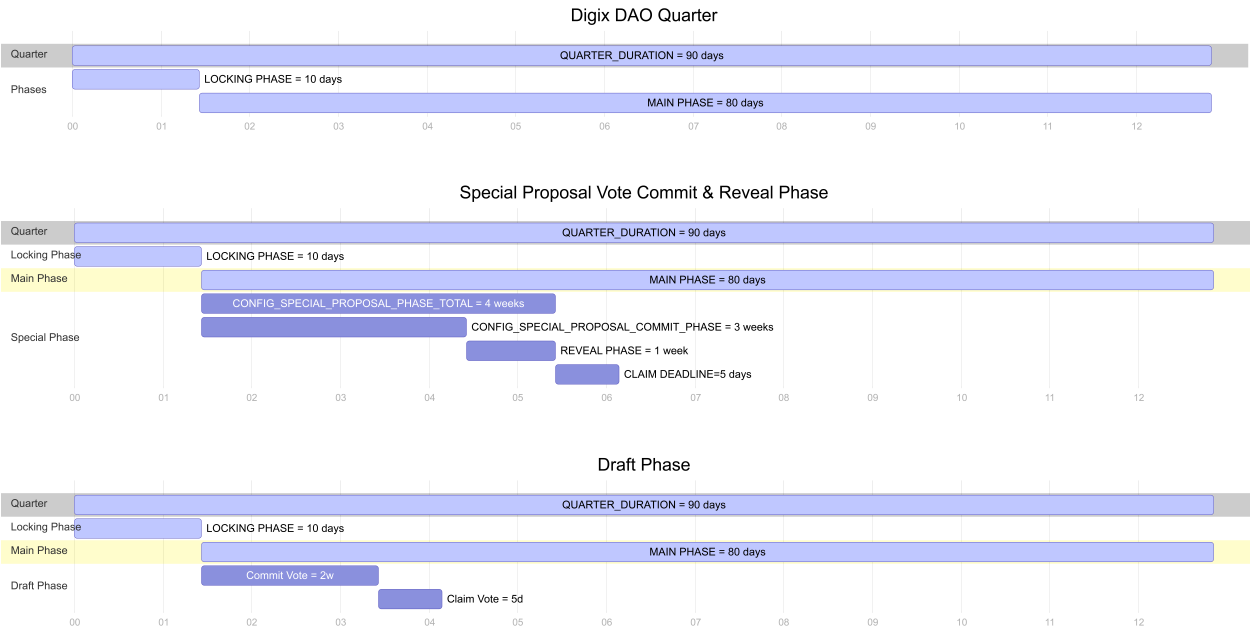 Digix DAO Quarter
Quarter
QUARTER_DURATION = 90 days
LOCKING PHASE = 10 days
Phases
MAIN PHASE = 80 days
00 01 02 03 04 05 06 07 08 09 10 11 12
Special Proposal Vote Commit & Reveal Phase
Quarter
QUARTER_DURATION = 90 days
Locking Phase
LOCKING PHASE = 10 days
Main Phase
MAIN PHASE = 80 days
CONFIG_SPECIAL_PROPOSAL_PHASE_TOTAL = 4 weeks
CONFIG_SPECIAL_PROPOSAL_COMMIT_PHASE = 3 weeks
Special Phase
REVEAL PHASE = 1 week
CLAIM DEADLINE=5 days
00 01 02 03 04 05 06 07 08 09 10 11 12
Draft Phase
Quarter
QUARTER_DURATION = 90 days
Locking Phase
LOCKING PHASE = 10 days
Main Phase
MAIN PHASE = 80 days
Commit Vote = 2w
Draft Phase
Claim Vote = 5d
00 01 02 03 04 05 06 07 08 09 10 11 12